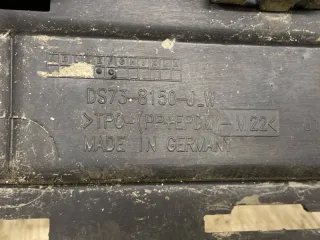 DS73-8150-J_W
>TPO-(PP+EPDM)-M22<
MADE IN GERMANY